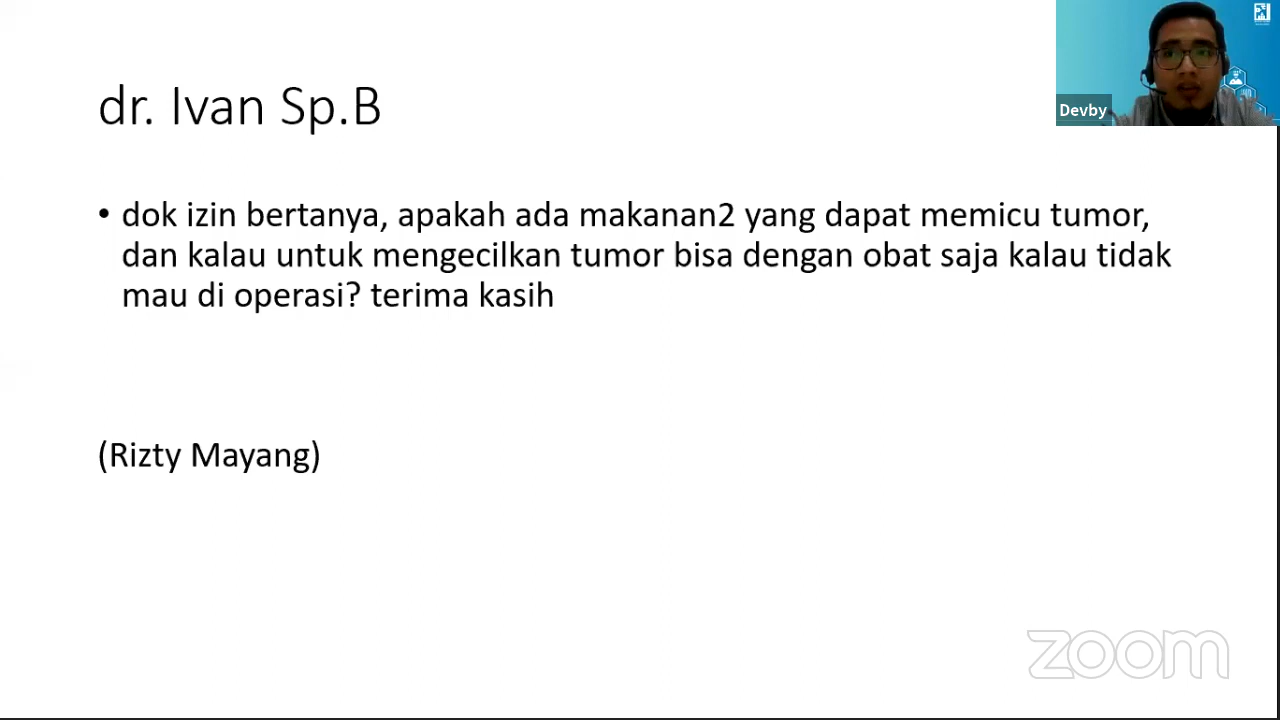 dr. Ivan Sp.B
Devby
• dok izin bertanya, apakah ada makanan2 yang dapat memicu tumor,
dan kalau untuk mengecilkan tumor bisa dengan obat saja kalau tidak
mau di operasi? terima kasih
(Rizty Mayang)
zoom